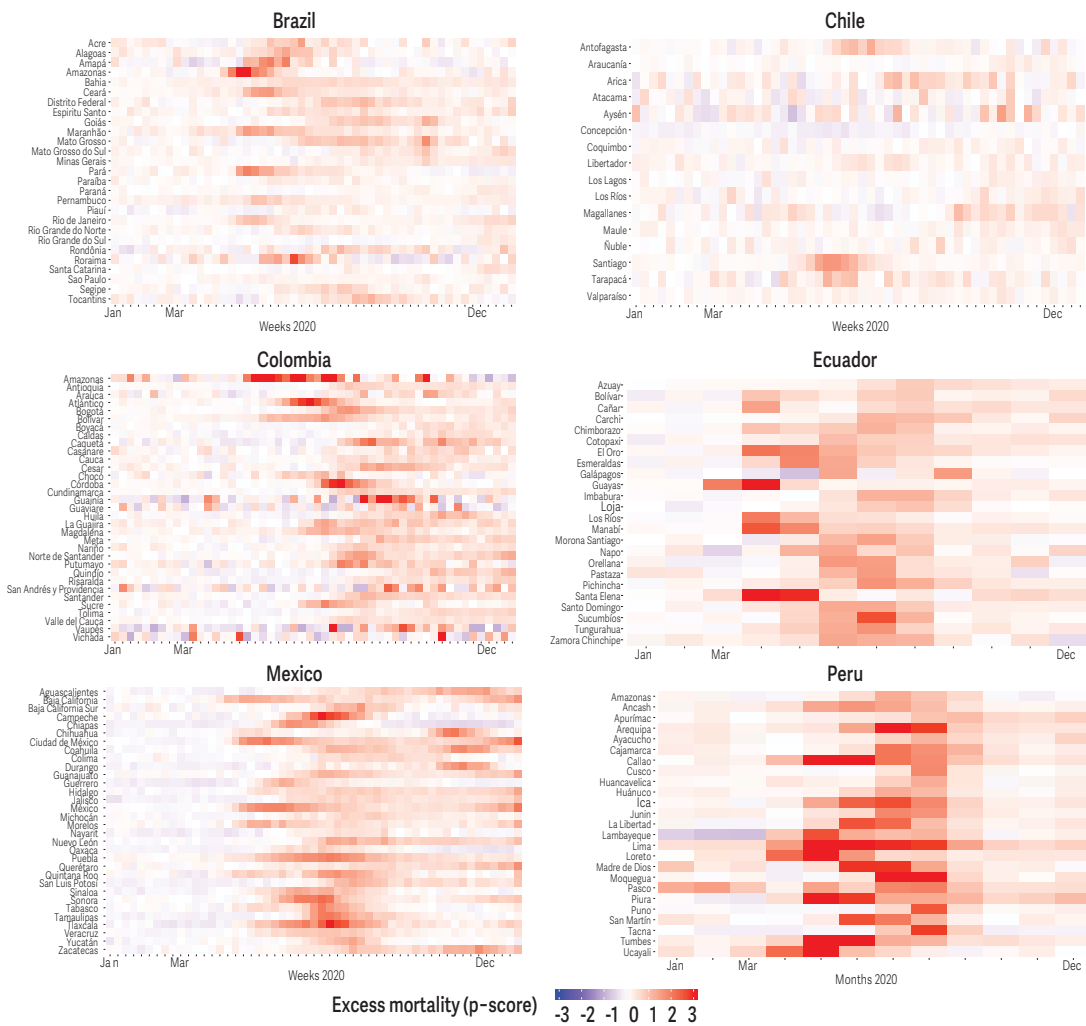 Brazil
Acre
Alagoas
Amapá
Amazonas
Bahia
Ceará
Distrito Federal
Espiritu Santo
Goiás
Maranhão
Mato Grosso
Mato Grosso do Sul
Minas Gerais
Pará
Paraíba
Paraná
Pernambuco
Piauí
Rio de Janeiro
Rio Grande do Norte
Rio Grande do Sul
Rondônia
Roraima
Santa Catarina
Sao Paulo
Segipe
Tocantins
Jan Mar Dec
Weeks 2020
Chile
Antofagasta
Araucanía
Arica
Atacama
Aysén
Concepción
Coquimbo
Libertador
Los Lagos
Los Ríos
Magallanes
Maule
Ñuble
Santiago
Tarapacá
Valparaíso
Jan Mar Dec
Weeks 2020
Colombia
Amazonas
Antioquia
Arauca
Atlántico
Bogotá
Bolívar
Boyacá
Caldas
Caquetá
Casanare
Cauca
Cesar
Chocó
Córdoba
Cundinamarca
Guainía
Guaviare
Huila
La Guajira
Magdalena
Meta
Nariño
Norte de Santander
Putumayo
Quindío
Risaralda
San Andrés y Providencia
Santander
Sucre
Tolima
Valle del Cauca
Vaupés
Vichada
Jan Mar Dec
Ecuador
Azuay
Bolívar
Cañar
Carchi
Chimborazo
Cotopaxi
El Oro
Esmeraldas
Galápagos
Guayas
Imbabura
Loja
Los Ríos
Manabí
Morona Santiago
Napo
Orellana
Pastaza
Pichincha
Santa Elena
Santo Domingo
Sucumbíos
Tungurahua
Zamora Chinchipe
Jan Mar Dec
Mexico
Aguascalientes
Baja California
Baja California Sur
Campeche
Chiapas
Chihuahua
Ciudad de México
Coahuila
Colima
Durango
Guanajuato
Guerrero
Hidalgo
Jalisco
México
Michocán
Morelos
Nayarit
Nuevo León
Oaxaca
Puebla
Querétaro
Quintana Roo
San Luis Potosí
Sinaloa
Sonora
Tabasco
Tamaulipas
Tlaxcala
Veracruz
Yucatán
Zacatecas
Jan Mar Dec
Weeks 2020
Peru
Amazonas
Ancash
Apurímac
Arequipa
Ayacucho
Cajamarca
Callao
Cusco
Huancavelica
Huánuco
Ica
Junin
La Libertad
Lambayeque
Lima
Loreto
Madre de Dios
Moquegua
Pasco
Piura
Puno
San Martín
Tacna
Tumbes
Ucayali
Jan Mar Dec
Months 2020
Excess mortality (p-score)
-3 -2 -1 0 1 2 3